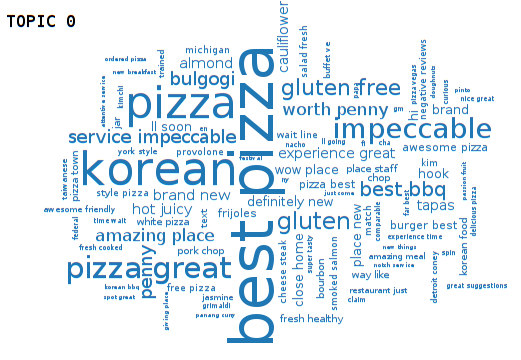 TOPIC 0
best pizza
korean
pizza
impeccable
pizza great
gluten free
gluten
best bbq
worth penny
service impeccable
bulgogi
amazing place
penny
cauliflower
salad fresh
buffet ve
papa
pizza vegas
doughnuts
negative reviews
curious
hi
gm
brand
pinto
nice great
michigan
almond
ordered pizza
new breakfast
trained
attentive service
kimchi
jar
ll soon
en
wait line
nacho
ll going
fl
cha
awesome pizza
york style
provolone
festival
experience great
kim
hook
wow place
place staff
chop
ny
pizza best
just come
taiwanese
pizza town
style pizza
brand new
definitely new
far best
tapas
passion fruit
delicious pizza
awesome friendly
hot juicy
text
frijoles
time wait
white pizza
federal
place new
match
comparable
burger best
experience time
new things
korean food
fresh cooked
pork chop
cheese steak
close home
super tasty
bourbon
smoked salmon
amazing meal
spin
notch service
way like
detroit coney
korean bbq
spot great
free pizza
giving place
jasmine
grimaldi
panang curry
restaurant just
claim
great suggestions
fresh healthy